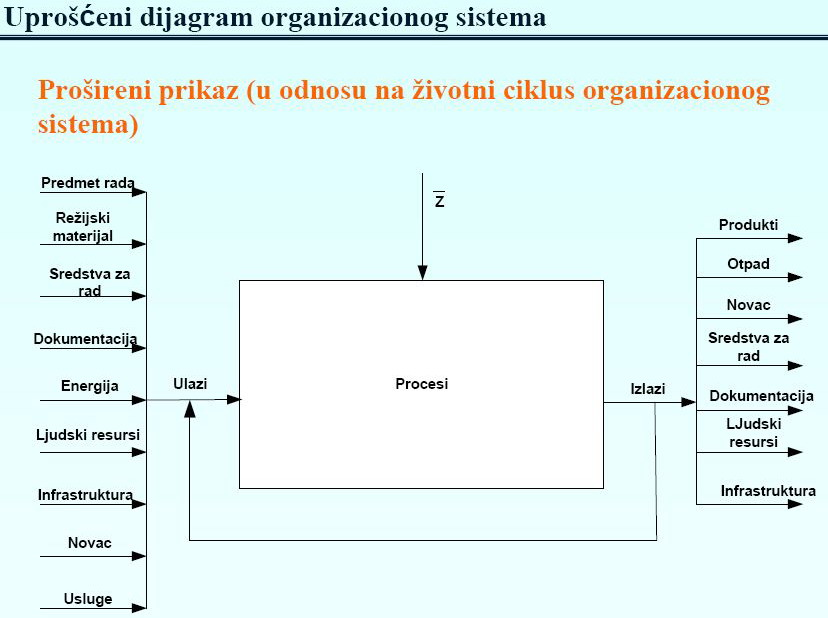 Uprošćeni dijagram organizacionog sistema
Prošireni prikaz (u odnosu na životni ciklus organizacionog
sistema)
Predmet rada
Režijski
materijal
Sredstva za
rad
Dokumentacija
Energija
Ljudski resursi
Infrastruktura
Novac
Usluge
Ulazi
z̄
Procesi
Izlazi
Produkti
Otpad
Novac
Sredstva za
rad
Dokumentacija
LJudski
resursi
Infrastruktura